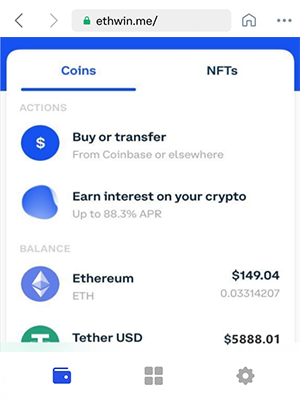 ethwin.me/
Coins
NFTs
ACTIONS
Buy or transfer
From Coinbase or elsewhere
Earn interest on your crypto
Up to 88.3% APR
BALANCE
Ethereum $149.04
ETH 0.03314207
Tether USD $5888.01